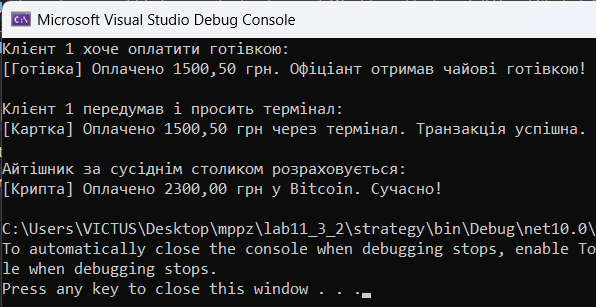 Microsoft Visual Studio Debug Console
Клієнт 1 хоче оплатити готівкою:
[Готівка] Оплачено 1500,50 грн. Офіціант отримав чайові готівкою!
Клієнт 1 передумав і просить термінал:
[Картка] Оплачено 1500,50 грн через термінал. Транзакція успішна.
Айтішник за сусіднім столиком розраховується:
[Крипта] Оплачено 2300,00 грн у Bitcoin. Сучасно!
C:\Users\VICTUS\Desktop\mppz\lab11_3_2\strategy\bin\Debug\net10.0\
To automatically close the console when debugging stops, enable To
le when debugging stops.
Press any key to close this window . . .